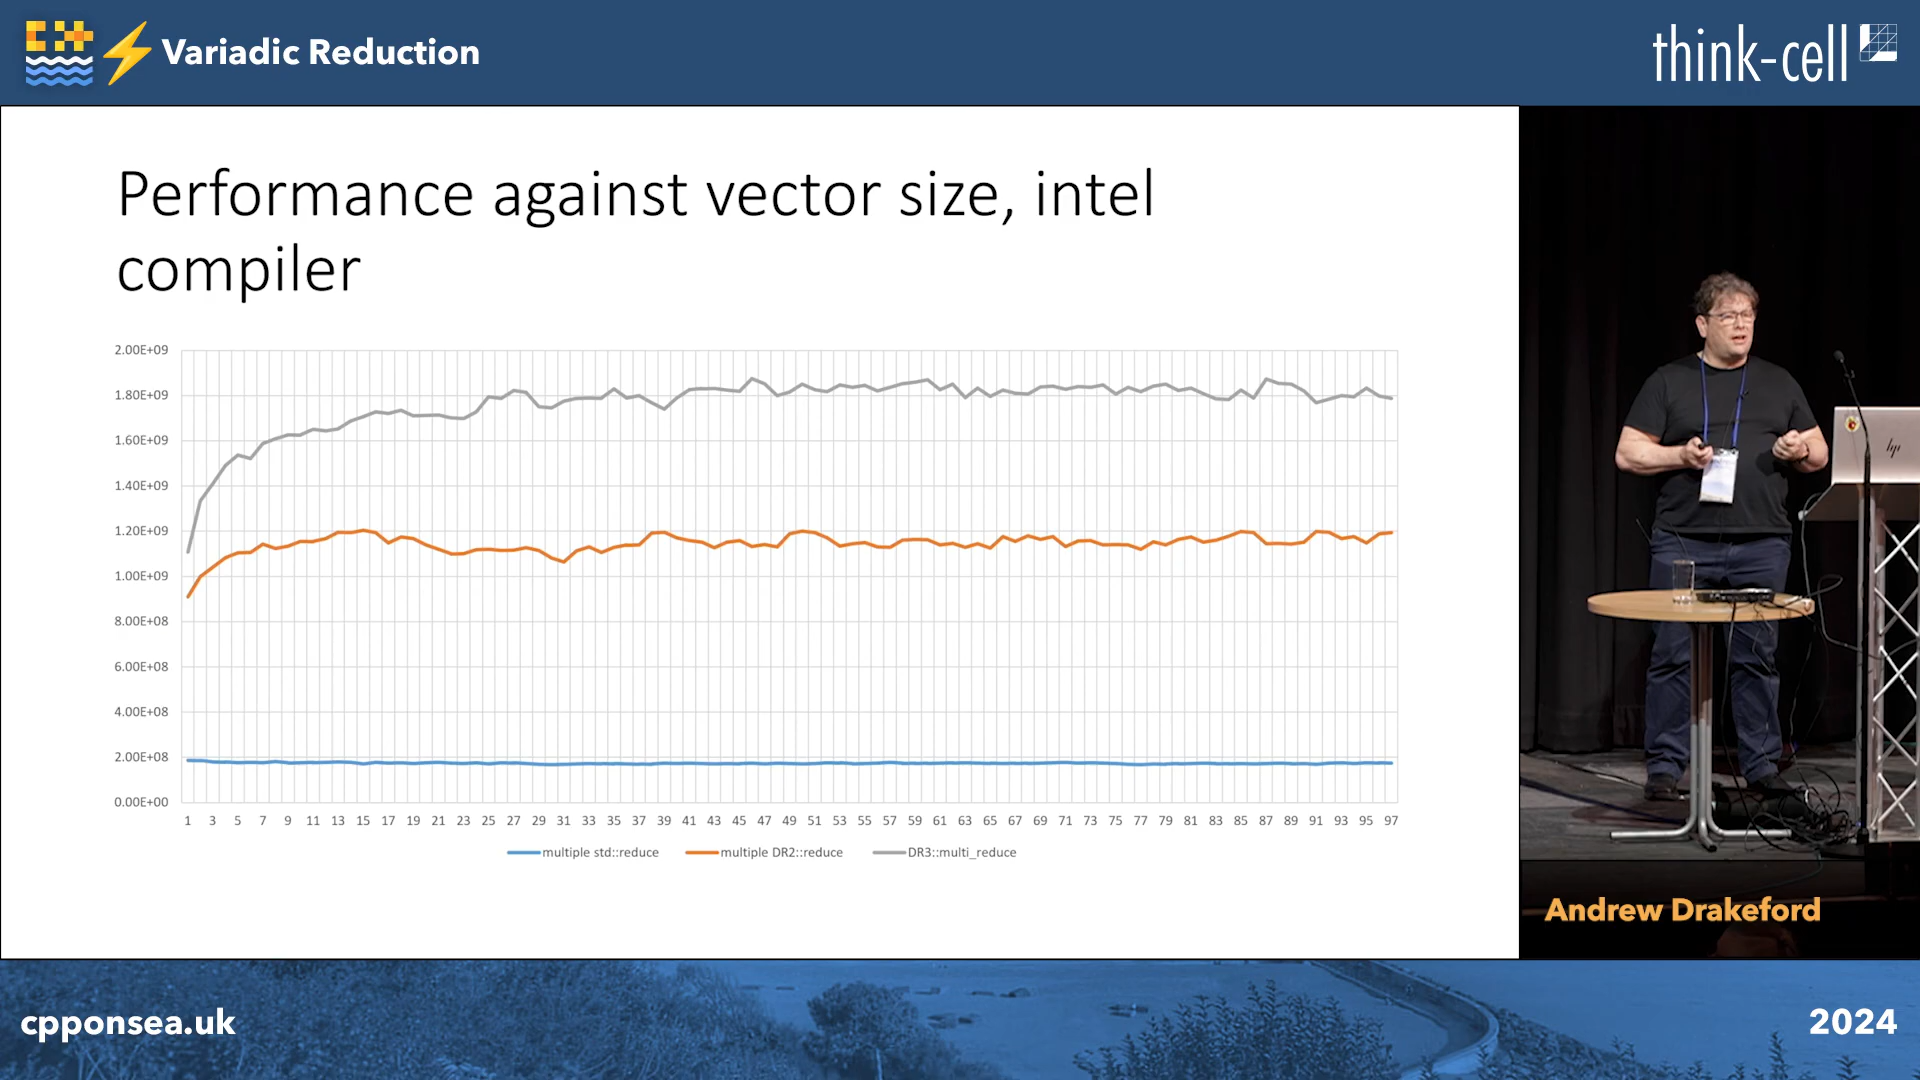 Variadic Reduction
think-cell
Performance against vector size, intel
compiler
2.00E+09
1.80E+09
1.60E+09
1.40E+09
1.20E+09
1.00E+09
8.00E+08
6.00E+08
4.00E+08
2.00E+08
0.00E+00
1 3 5 7 9 11 13 15 17 19 21 23 25 27 29 31 33 35 37 39 41 43 45 47 49 51 53 55 57 59 61 63 65 67 69 71 73 75 77 79 81 83 85 87 89 91 93 95 97
multiple std::reduce multiple DR2::reduce DR3::multi_reduce
hp
Andrew Drakeford
cpponsea.uk
2024